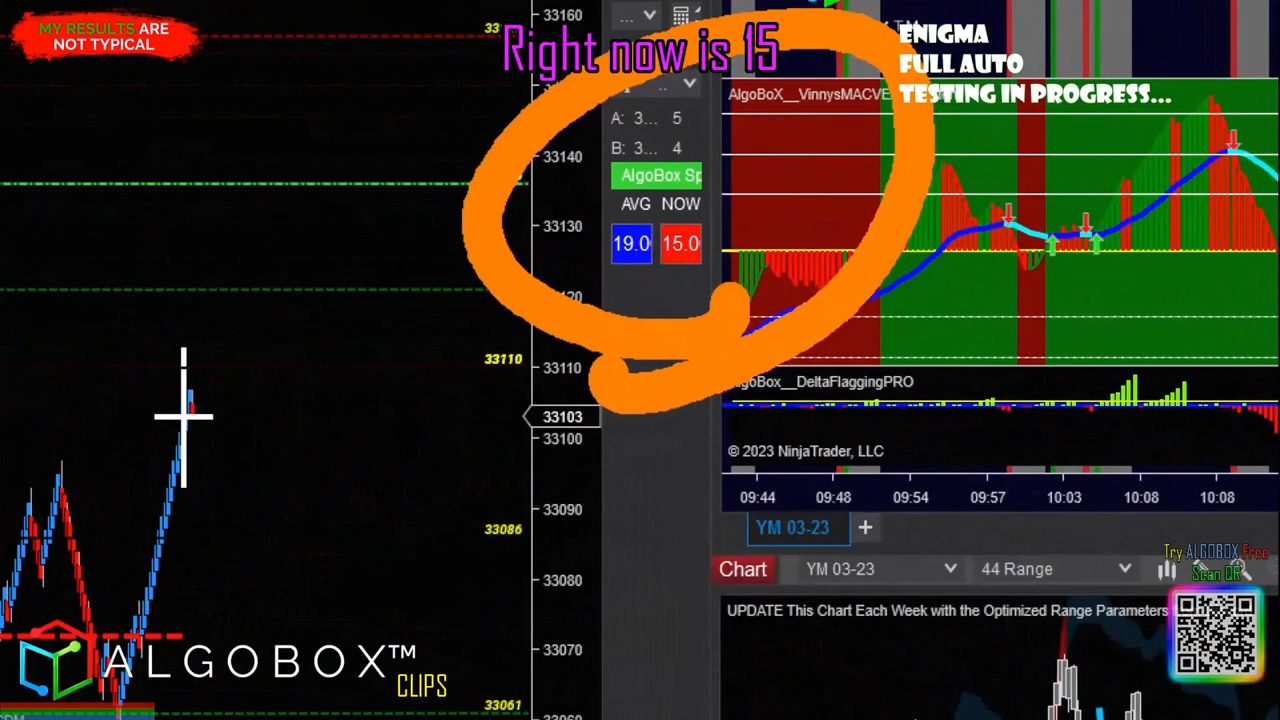 MY RESULTS ARE
NOT TYPICAL
Right now is 15
ENIGMA
FULL AUTO
TESTING IN PROGRESS...
33160
...
AlgoBoX__VinnysMACVE
A: 3... 5
B: 3... 4
AlgoBox Sp
AVG NOW
19.0 15.0
33140
33130
33120
33110
33110
33103
33100
33090
33086
33080
33070
33061
33060
DeltaFlaggingPRO
© 2023 NinjaTrader, LLC
09:44 09:48 09:54 09:57 10:03 10:08 10:08
YM 03-23 +
Chart YM 03-23 44 Range
Try ALGOBOX Free
Scan QR
UPDATE This Chart Each Week with the Optimized Range Parameters
ALGOBOX™
CLIPS